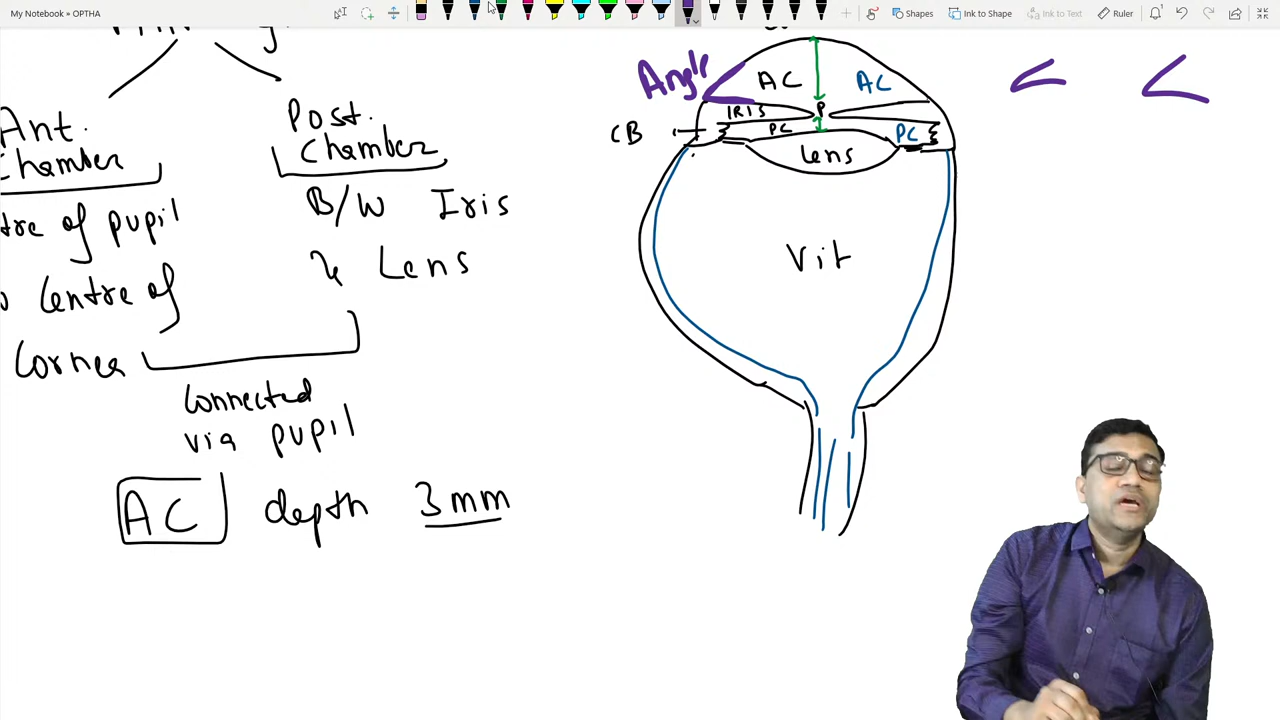 My Notebook » OPTHA
Shapes
Ink to Shape
Ink to Text
Ruler
Ant.
Chamber
tre of pupil
Centre of
Cornea
Post.
Chamber
B/W Iris
& Lens
Connected
via pupil
AC depth 3mm
Angle
AC
AC
IRIS
P
CB
PC
PC
Lens
Vit